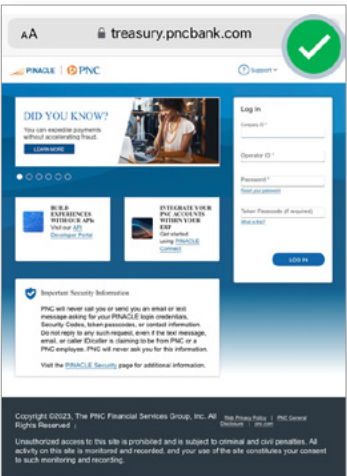 AA treasury.pncbank.com
PINACLE | PNC
Support
DID YOU KNOW?
You can expedite payments
without accelerating fraud.
LEARN MORE
BUILD
EXPERIENCES
WITH OUR APIs
Visit our API
Developer Portal
INTEGRATE YOUR
PNC ACCOUNTS
WITHIN YOUR
ERP
Get started
using PINACLE
Connect
Log In
Company ID *
Operator ID *
Password *
Reset your password
Token Passcode (if required)
What is this?
LOG IN
Important Security Information
PNC will never call you or send you an email or text
message asking for your PINACLE login credentials,
Security Codes, token passcodes, or contact information.
Do not reply to any such request, even if the text message,
email, or caller ID/caller is claiming to be from PNC or a
PNC employee. PNC will never ask you for this information.
Visit the PINACLE Security page for additional information.
Copyright ©2023, The PNC Financial Services Group, Inc. All
Rights Reserved |
Web Privacy Policy | PNC General
Disclosure | pnc.com
Unauthorized access to this site is prohibited and is subject to criminal and civil penalties. All
activity on this site is monitored and recorded, and your use of the site constitutes your consent
to such monitoring and recording.